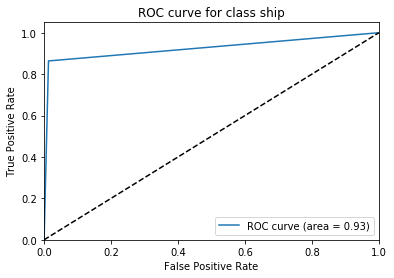 ROC curve for class ship
1.0
0.8
0.6
0.4
0.2
0.0
True Positive Rate
ROC curve (area = 0.93)
0.0 0.2 0.4 0.6 0.8 1.0
False Positive Rate